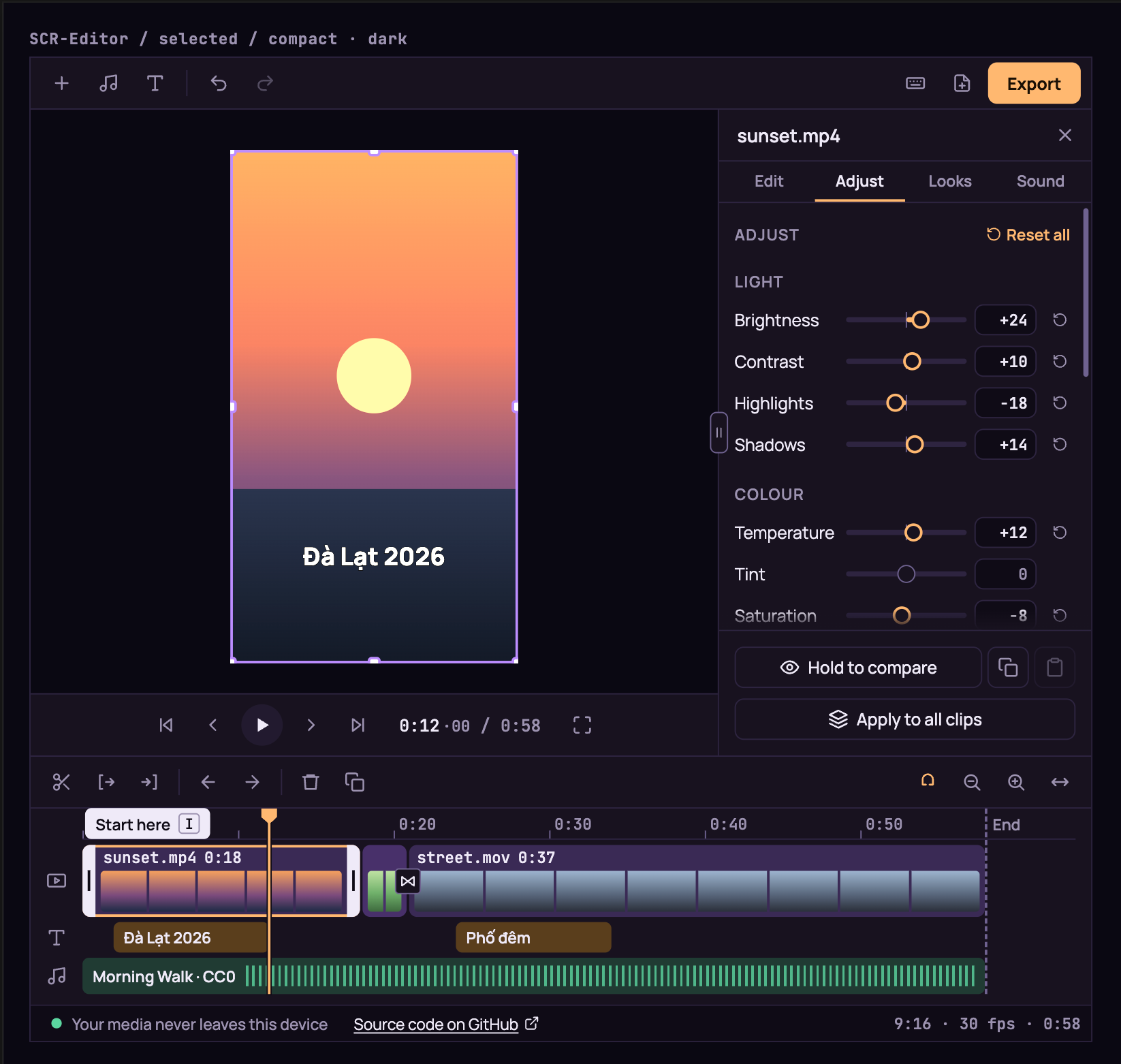 SCR-Editor / selected / compact · dark
Export
sunset.mp4
Edit Adjust Looks Sound
ADJUST Reset all
LIGHT
Brightness +24
Contrast +10
Highlights -18
Shadows +14
COLOUR
Temperature +12
Tint 0
Saturation -8
Hold to compare
Apply to all clips
Đà Lạt 2026
0:12·00 / 0:58
Start here I 0:20 0:30 0:40 0:50 End
sunset.mp4 0:18 street.mov 0:37
Đà Lạt 2026 Phố đêm
Morning Walk · CC0
Your media never leaves this device Source code on GitHub 9:16 · 30 fps · 0:58